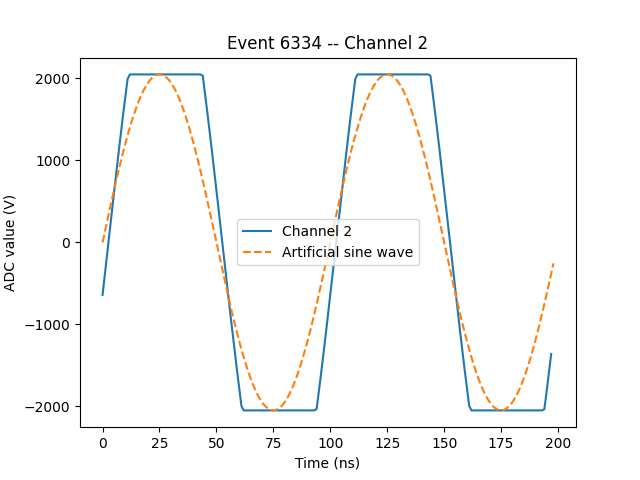 Event 6334 -- Channel 2
2000
1000
0
−1000
−2000
ADC value (V)
Channel 2
Artificial sine wave
0 25 50 75 100 125 150 175 200
Time (ns)